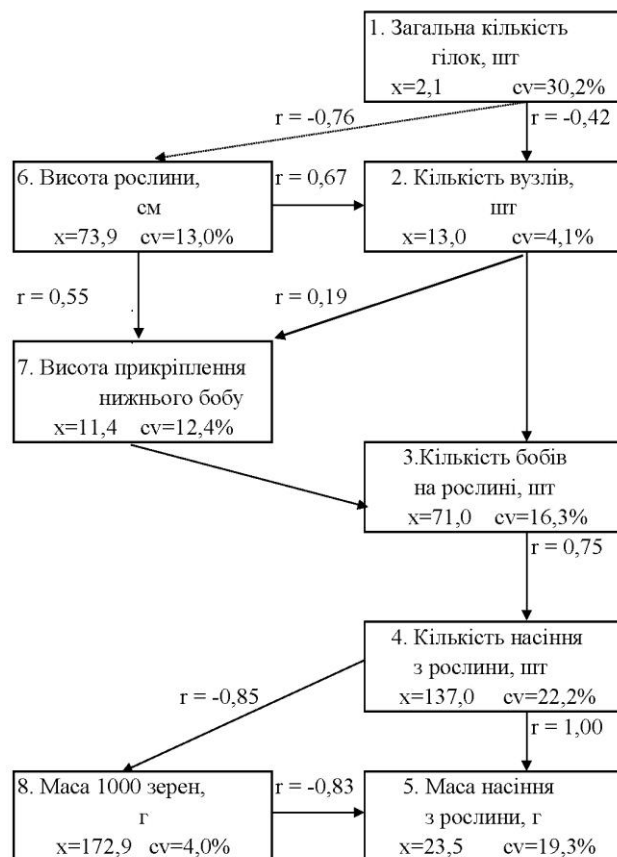 1. Загальна кількість
гілок, шт
x=2,1 cv=30,2%
r = -0,76
r = -0,42
6. Висота рослини,
см
x=73,9 cv=13,0%
r = 0,67
2. Кількість вузлів,
шт
x=13,0 cv=4,1%
r = 0,55
r = 0,19
7. Висота прикріплення
нижнього бобу
x=11,4 cv=12,4%
3.Кількість бобів
на рослині, шт
x=71,0 cv=16,3%
r = 0,75
4. Кількість насіння
з рослини, шт
x=137,0 cv=22,2%
r = -0,85
r = 1,00
8. Маса 1000 зерен,
г
x=172,9 cv=4,0%
r = -0,83
5. Маса насіння
з рослини, г
x=23,5 cv=19,3%